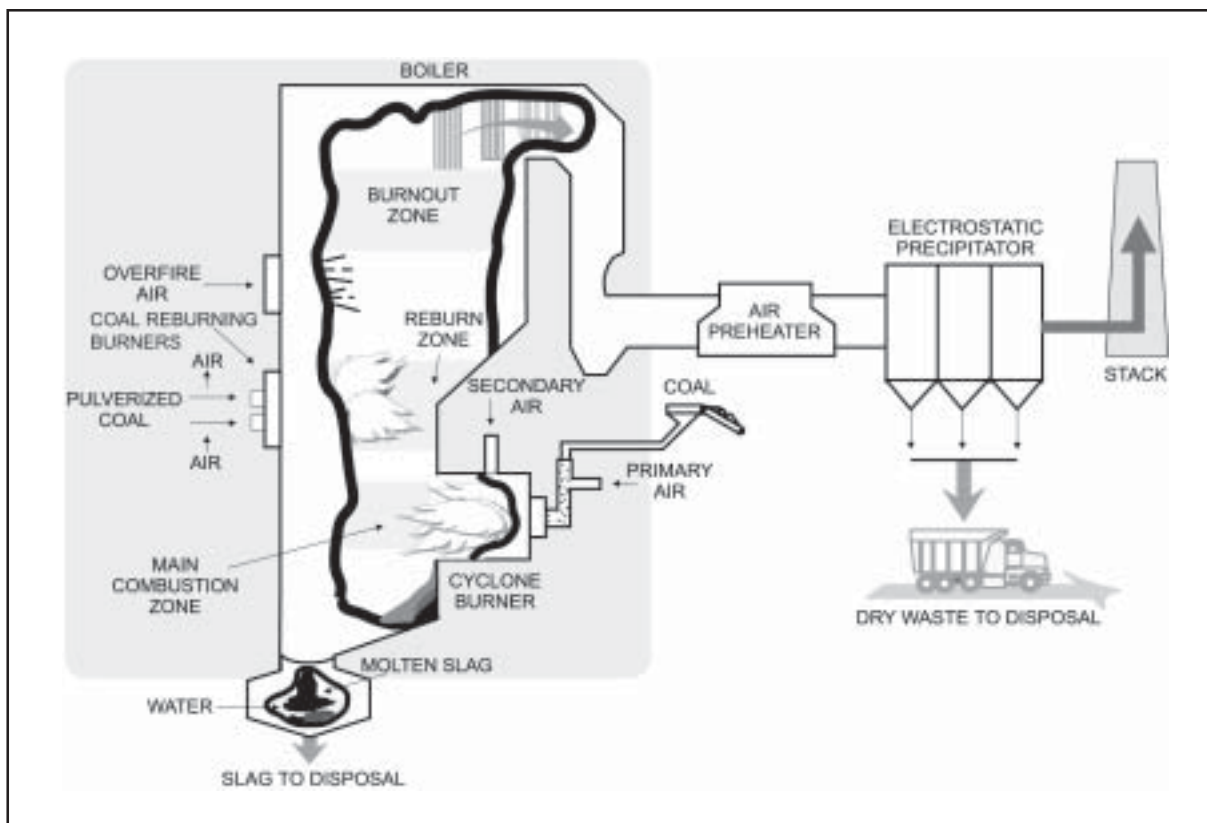 BOILER
BURNOUT
ZONE
OVERFIRE
AIR
COAL REBURNING
BURNERS
AIR
PULVERIZED
COAL
AIR
REBURN
ZONE
SECONDARY
AIR
COAL
PRIMARY
AIR
MAIN
COMBUSTION
ZONE
CYCLONE
BURNER
MOLTEN SLAG
WATER
SLAG TO DISPOSAL
AIR
PREHEATER
ELECTROSTATIC
PRECIPITATOR
STACK
DRY WASTE TO DISPOSAL